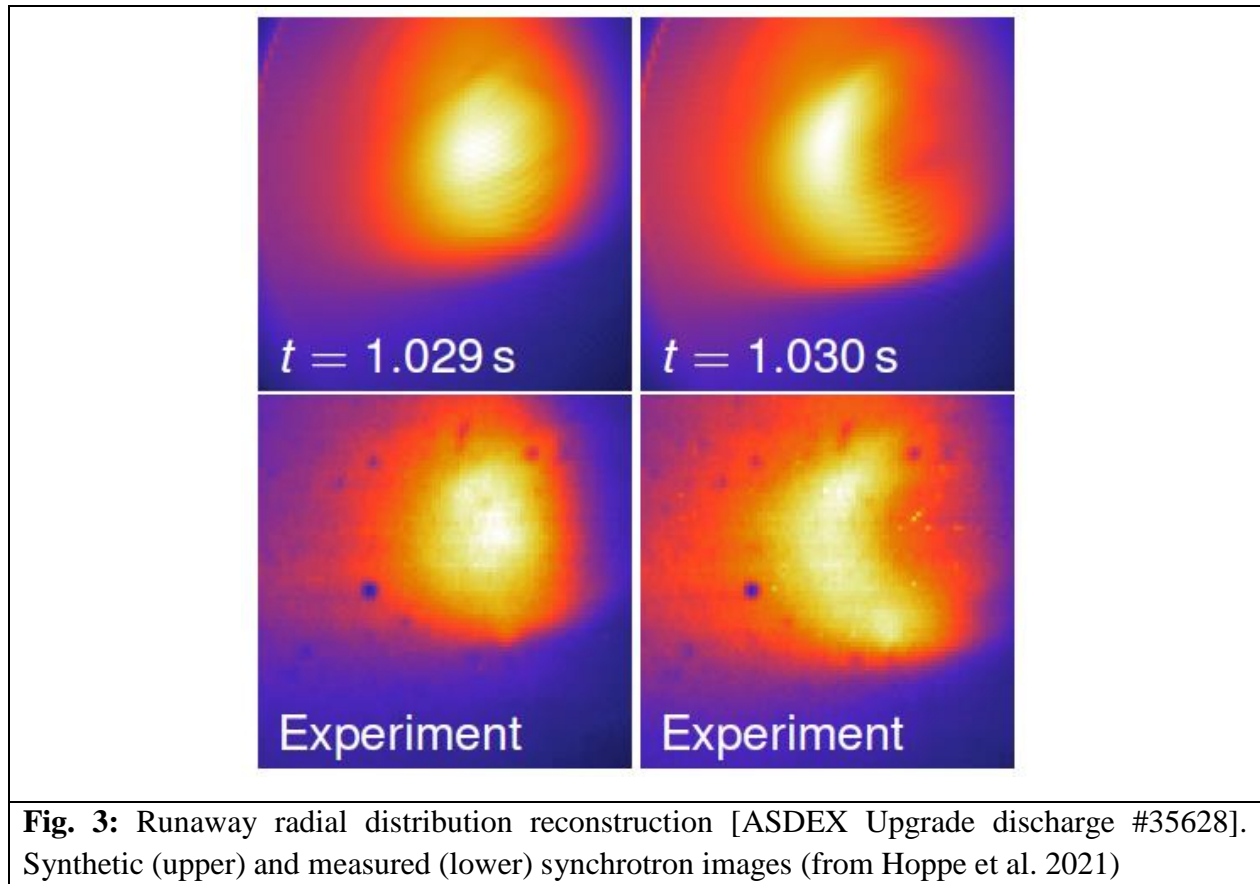 t = 1.029 s
t = 1.030 s
Experiment
Experiment
Fig. 3: Runaway radial distribution reconstruction [ASDEX Upgrade discharge #35628].
Synthetic (upper) and measured (lower) synchrotron images (from Hoppe et al. 2021)